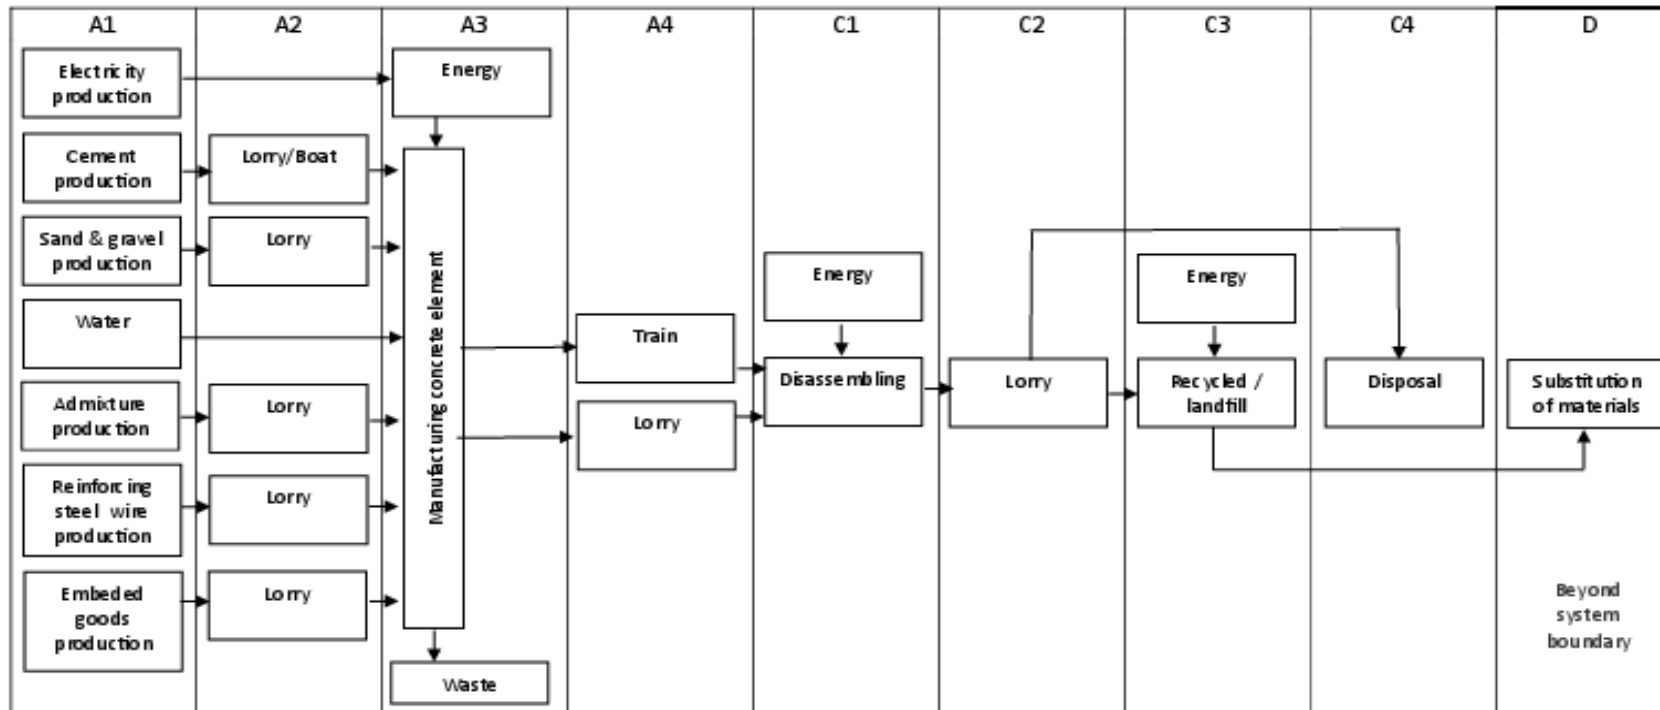 A1
A2
A3
A4
C1
C2
C3
C4
D
Electricity
production
Energy
Cement
production
Lorry/Boat
Sand & gravel
production
Lorry
Water
Admixture
production
Lorry
Reinforcing
steel wire
production
Lorry
Embeded
goods
production
Lorry
Manufacturing concrete element
Waste
Train
Lorry
Energy
Disassembling
Lorry
Energy
Recycled /
landfill
Disposal
Substitution
of materials
Beyond
system
boundary